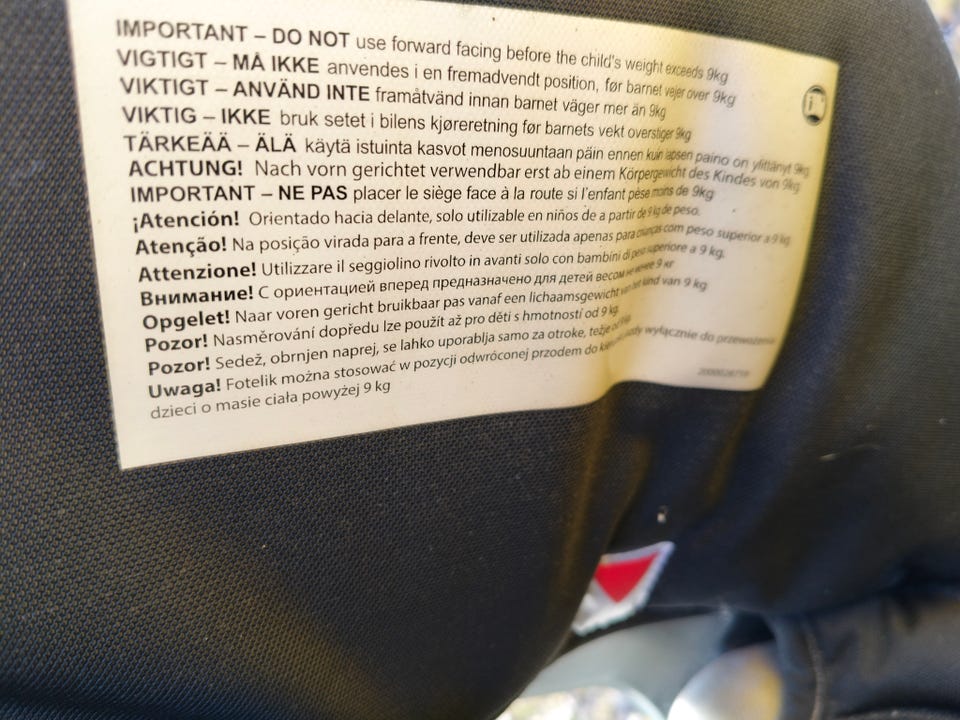 IMPORTANT – DO NOT use forward facing before the child's weight exceeds 9kg
VIGTIGT – MÅ IKKE anvendes i en fremadvendt position, før barnet vejer over 9kg
VIKTIGT – ANVÄND INTE framåtvänd innan barnet väger mer än 9kg
VIKTIG – IKKE bruk setet i bilens kjøreretning før barnets vekt overstiger 9kg
TÄRKEÄÄ – ÄLÄ käytä istuinta kasvot menosuuntaan päin ennen kuin lapsen paino on ylittänyt 9kg
ACHTUNG! Nach vorn gerichtet verwendbar erst ab einem Körpergewicht des Kindes von 9kg
IMPORTANT – NE PAS placer le siège face à la route si l'enfant pèse moins de 9kg
¡Atención! Orientado hacia delante, solo utilizable en niños de a partir de 9 kg de peso.
Atenção! Na posição virada para a frente, deve ser utilizada apenas para crianças com peso superior a 9 kg
Attenzione! Utilizzare il seggiolino rivolto in avanti solo con bambini di peso superiore a 9 kg.
Внимание! С ориентацией вперед предназначено для детей весом не менее 9 кг
Opgelet! Naar voren gericht bruikbaar pas vanaf een lichaamsgewicht van het kind van 9 kg
Pozor! Nasměrování dopředu lze použít až pro děti s hmotností od 9 kg
Pozor! Sedež, obrnjen naprej, se lahko uporablja samo za otroke, težje od
Uwaga! Fotelik można stosować w pozycji odwróconej przodem do jazdy wyłącznie do przewożenia
dzieci o masie ciała powyżej 9 kg